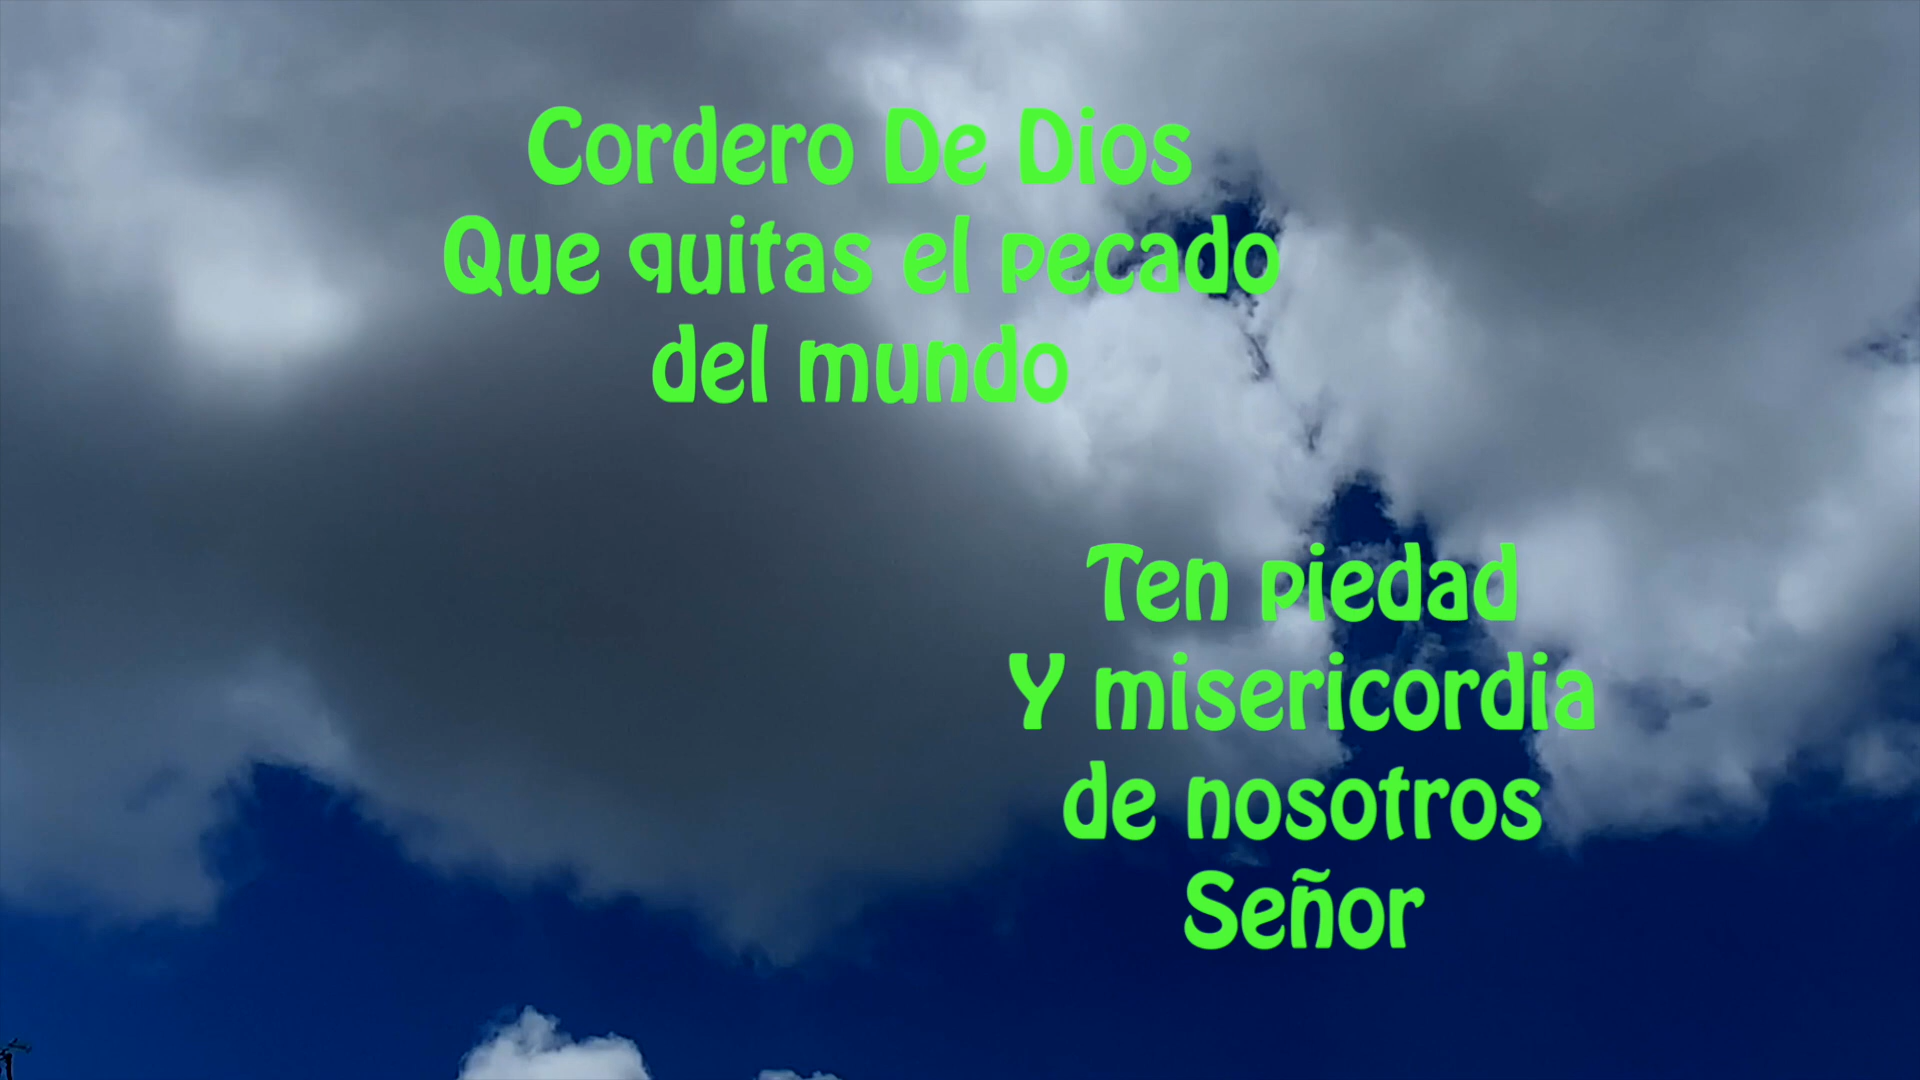 Cordero De Dios
Que quitas el pecado
del mundo
Ten piedad
Y misericordia
de nosotros
Señor